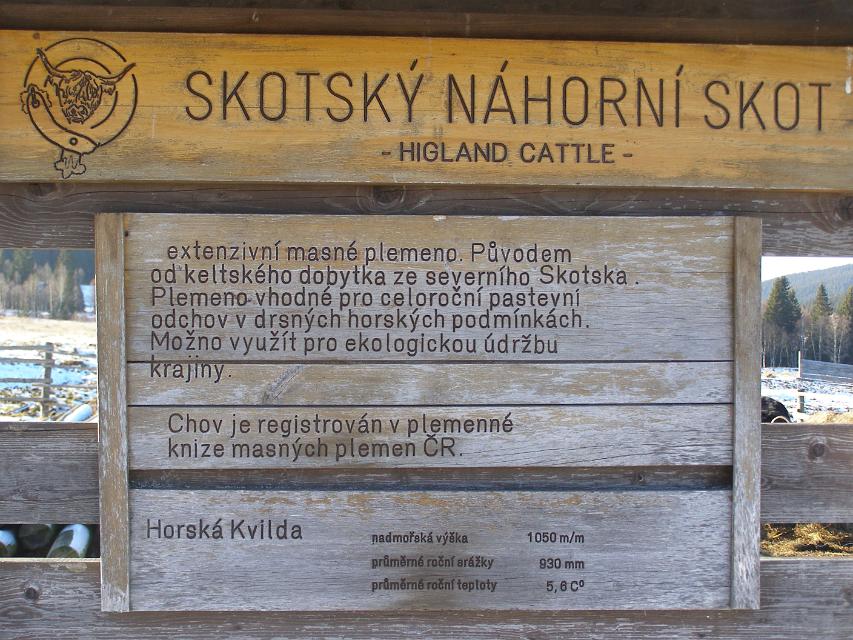 SKOTSKÝ NÁHORNÍ SKOT
- HIGLAND CATTLE -
extenzivní masné plemeno. Původem
od keltského dobytka ze severního Skotska.
Plemeno vhodné pro celoroční pastevní
odchov v drsných horských podmínkách.
Možno využít pro ekologickou údržbu
krajiny.
Chov je registrován v plemenné
knize masných plemen ČR.
Horská Kvilda
nadmořská výška 1050 m/m
průměrné roční srážky 930 mm
průměrné roční teploty 5,6 C°